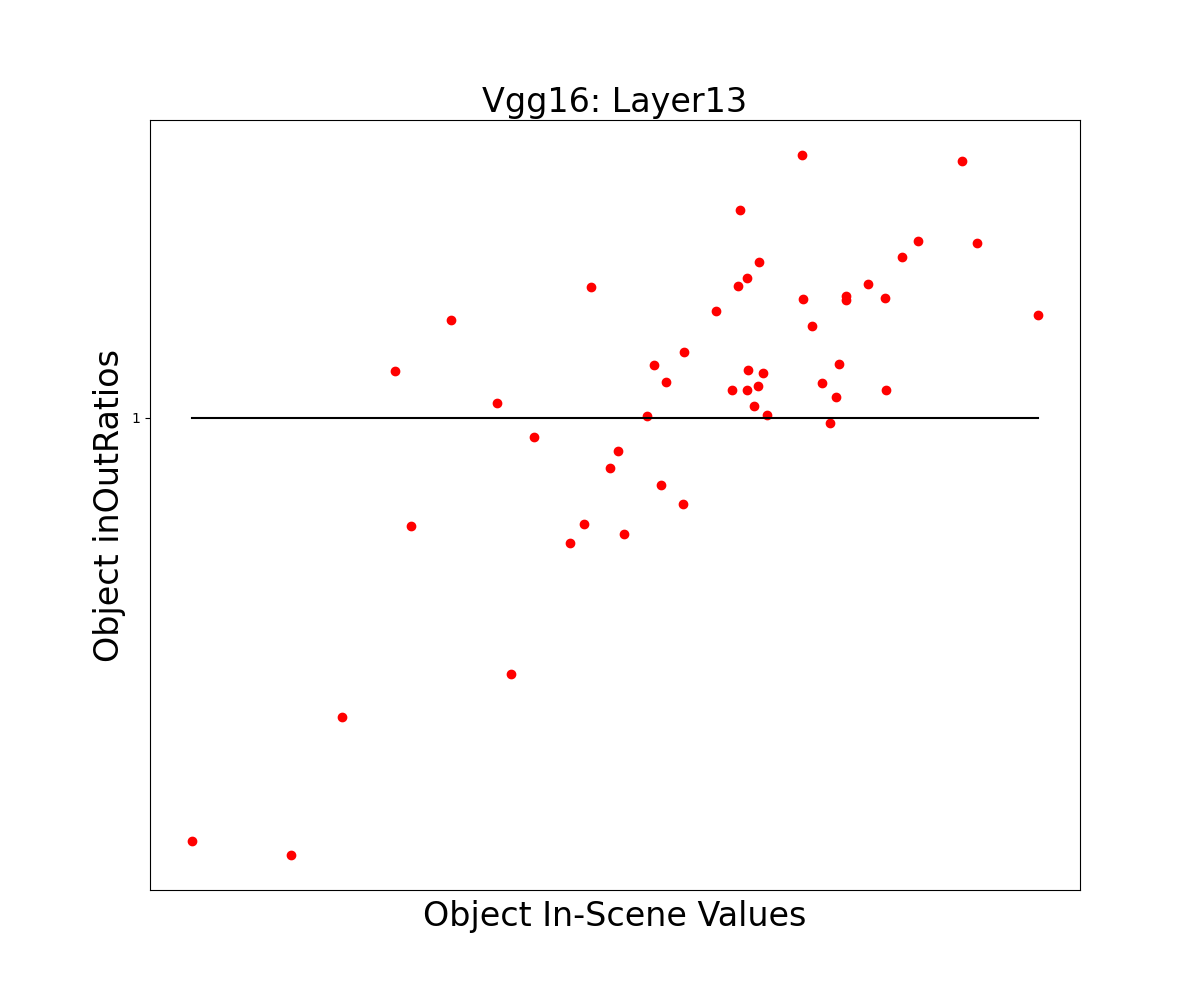 Vgg16: Layer13
Object inOutRatios
1
Object In-Scene Values